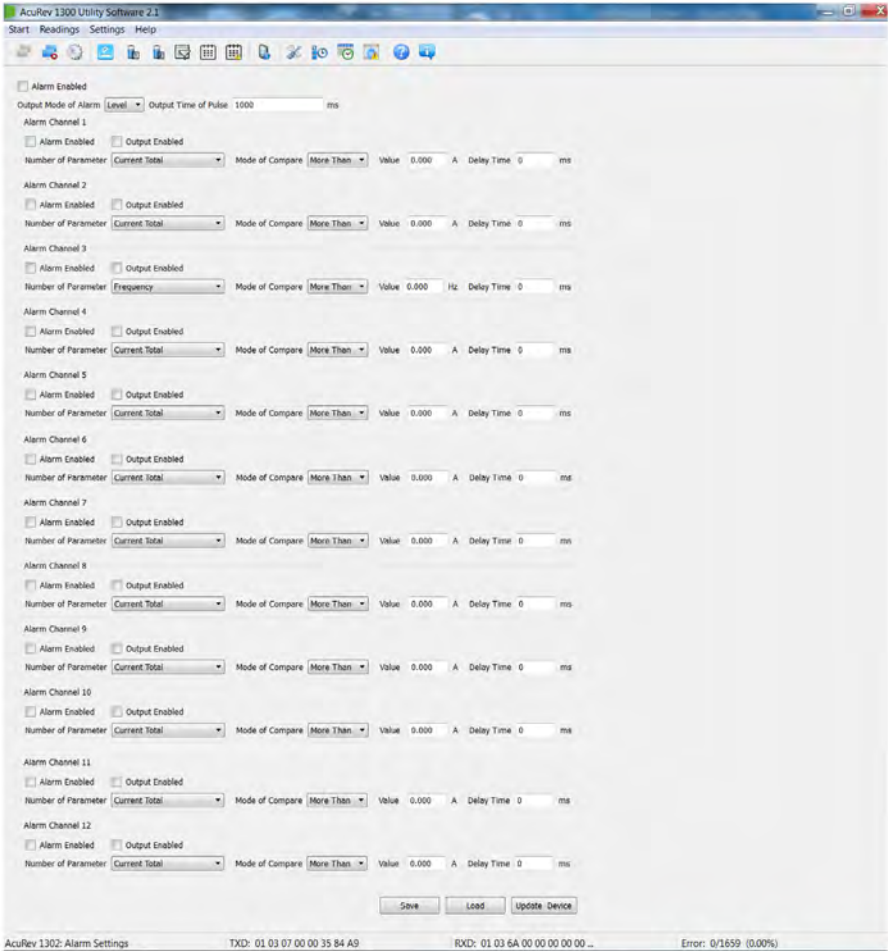 AcuRev 1300 Utility Software 2.1
Start Readings Settings Help
Alarm Enabled
Output Mode of Alarm Level Output Time of Pulse 1000 ms
Alarm Channel 1
Alarm Enabled Output Enabled
Number of Parameter Current Total Mode of Compare More Than Value 0.000 A Delay Time 0 ms
Alarm Channel 2
Alarm Enabled Output Enabled
Number of Parameter Current Total Mode of Compare More Than Value 0.000 A Delay Time 0 ms
Alarm Channel 3
Alarm Enabled Output Enabled
Number of Parameter Frequency Mode of Compare More Than Value 0.000 Hz Delay Time 0 ms
Alarm Channel 4
Alarm Enabled Output Enabled
Number of Parameter Current Total Mode of Compare More Than Value 0.000 A Delay Time 0 ms
Alarm Channel 5
Alarm Enabled Output Enabled
Number of Parameter Current Total Mode of Compare More Than Value 0.000 A Delay Time 0 ms
Alarm Channel 6
Alarm Enabled Output Enabled
Number of Parameter Current Total Mode of Compare More Than Value 0.000 A Delay Time 0 ms
Alarm Channel 7
Alarm Enabled Output Enabled
Number of Parameter Current Total Mode of Compare More Than Value 0.000 A Delay Time 0 ms
Alarm Channel 8
Alarm Enabled Output Enabled
Number of Parameter Current Total Mode of Compare More Than Value 0.000 A Delay Time 0 ms
Alarm Channel 9
Alarm Enabled Output Enabled
Number of Parameter Current Total Mode of Compare More Than Value 0.000 A Delay Time 0 ms
Alarm Channel 10
Alarm Enabled Output Enabled
Number of Parameter Current Total Mode of Compare More Than Value 0.000 A Delay Time 0 ms
Alarm Channel 11
Alarm Enabled Output Enabled
Number of Parameter Current Total Mode of Compare More Than Value 0.000 A Delay Time 0 ms
Alarm Channel 12
Alarm Enabled Output Enabled
Number of Parameter Current Total Mode of Compare More Than Value 0.000 A Delay Time 0 ms
Save Load Update Device
AcuRev 1302: Alarm Settings TXD: 01 03 07 00 00 35 84 A9 RXD: 01 03 6A 00 00 00 00 00 ... Error: 0/1659 (0.00%)